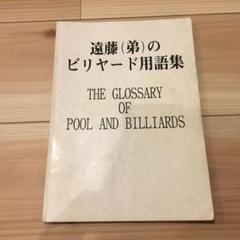 遠藤(弟)の
ビリヤード用語集
THE GLOSSARY
OF
POOL AND BILLIARDS